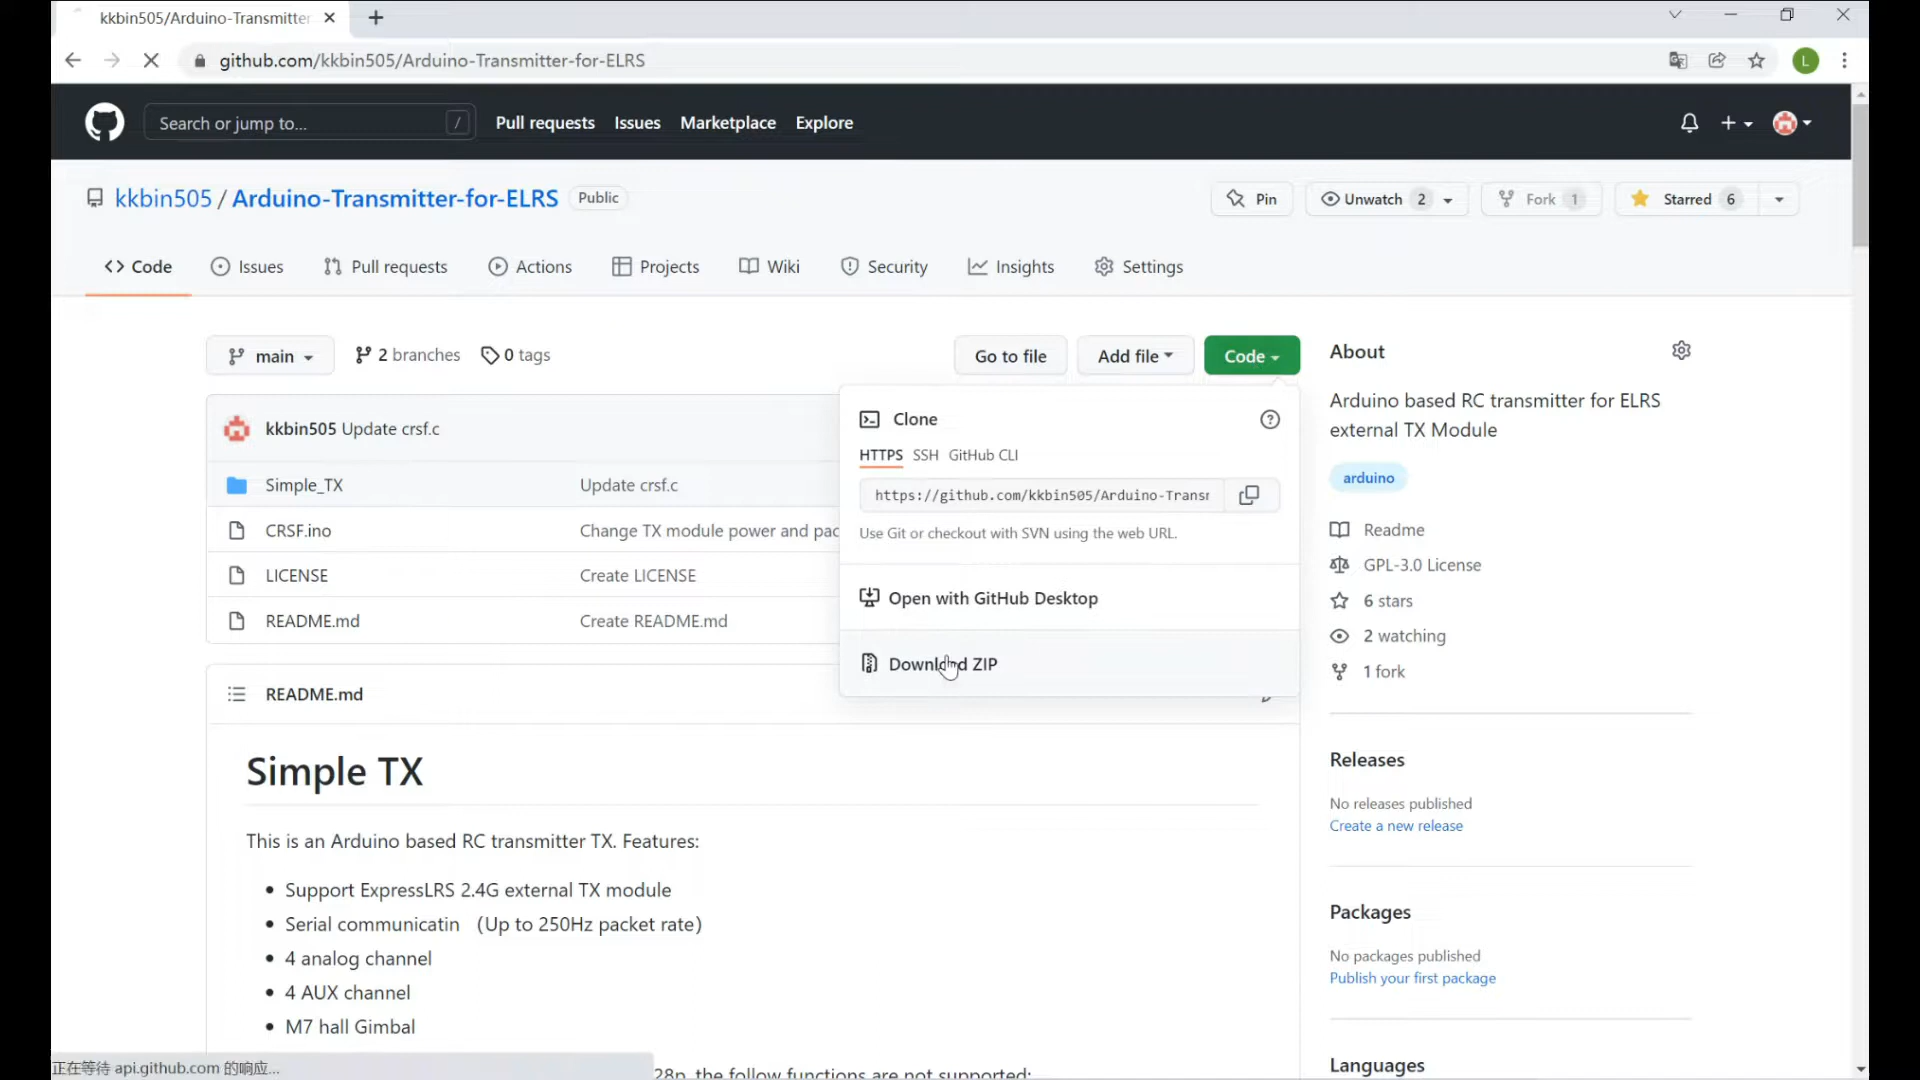 kkbin505/Arduino-Transmitter
github.com/kkbin505/Arduino-Transmitter-for-ELRS
L
Search or jump to... /
Pull requests Issues Marketplace Explore
kkbin505 / Arduino-Transmitter-for-ELRS Public
Pin Unwatch 2 Fork 1 Starred 6
Code Issues Pull requests Actions Projects Wiki Security Insights Settings
main 2 branches 0 tags
Go to file Add file Code
kkbin505 Update crsf.c
Simple_TX Update crsf.c
CRSF.ino Change TX module power and pac
LICENSE Create LICENSE
README.md Create README.md
Clone
HTTPS SSH GitHub CLI
https://github.com/kkbin505/Arduino-Transm
Use Git or checkout with SVN using the web URL.
Open with GitHub Desktop
Download ZIP
About
Arduino based RC transmitter for ELRS
external TX Module
arduino
Readme
GPL-3.0 License
6 stars
2 watching
1 fork
Releases
No releases published
Create a new release
Packages
No packages published
Publish your first package
Languages
README.md
Simple TX
This is an Arduino based RC transmitter TX. Features:
• Support ExpressLRS 2.4G external TX module
• Serial communicatin （Up to 250Hz packet rate）
• 4 analog channel
• 4 AUX channel
• M7 hall Gimbal
28p, the follow functions are not supported:
正在等待 api.github.com 的响应...